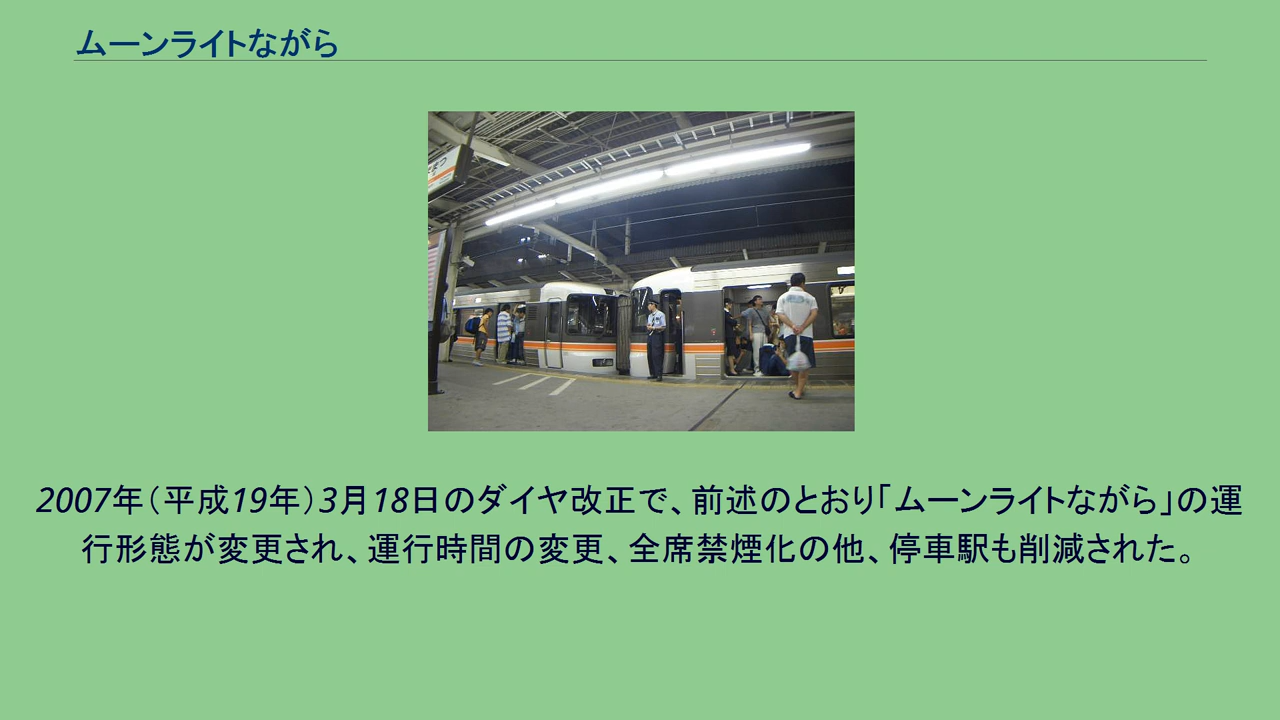 ムーンライトながら
2007年（平成19年）3月18日のダイヤ改正で、前述のとおり「ムーンライトながら」の運
行形態が変更され、運行時間の変更、全席禁煙化の他、停車駅も削減された。